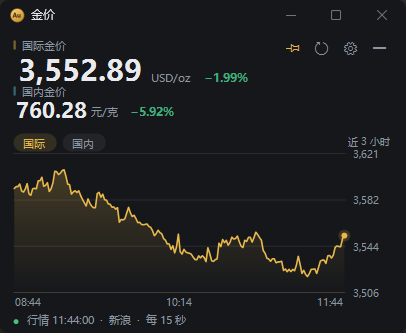 Au 金价
国际金价
3,552.89 USD/oz −1.99%
国内金价
760.28 元/克 −5.92%
国际 国内 近 3 小时
3,621
3,582
3,544
3,506
08:44 10:14 11:44
行情 11:44:00 · 新浪 · 每 15 秒